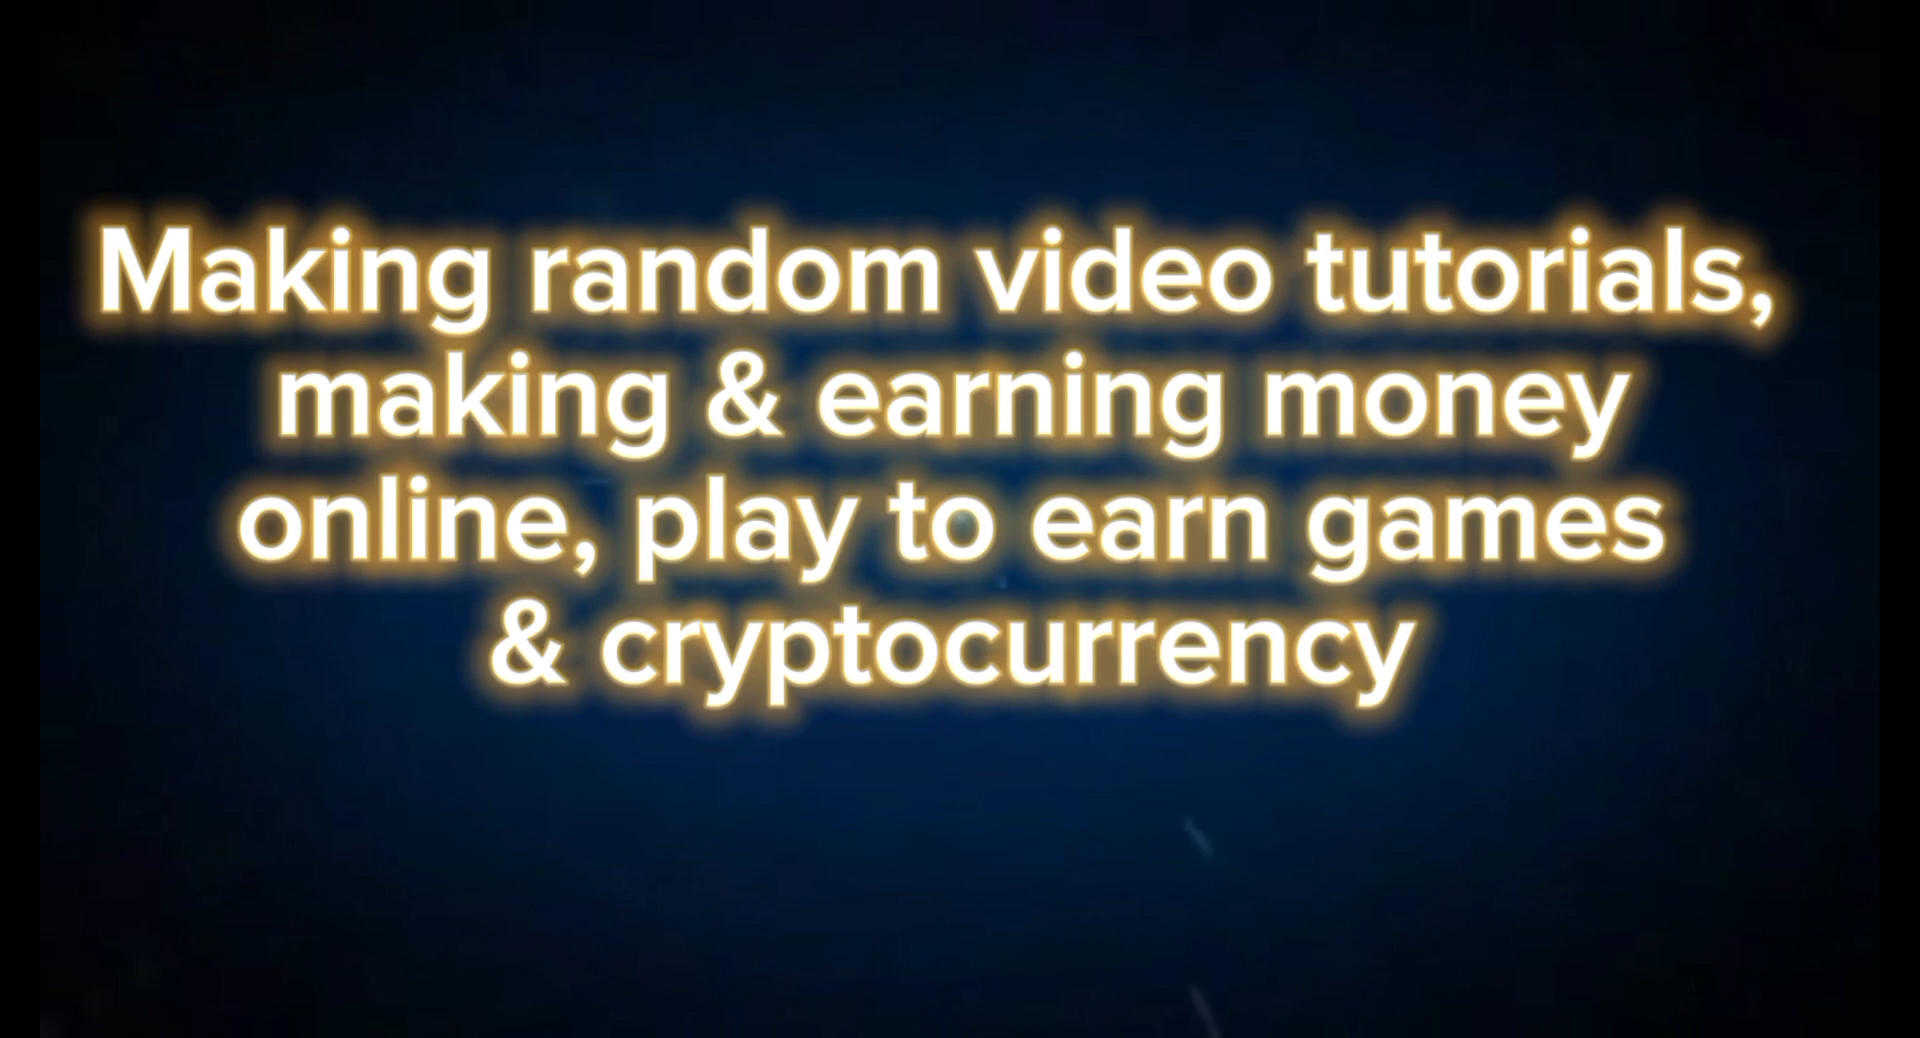 Making random video tutorials,
making & earning money
online, play to earn games
& cryptocurrency